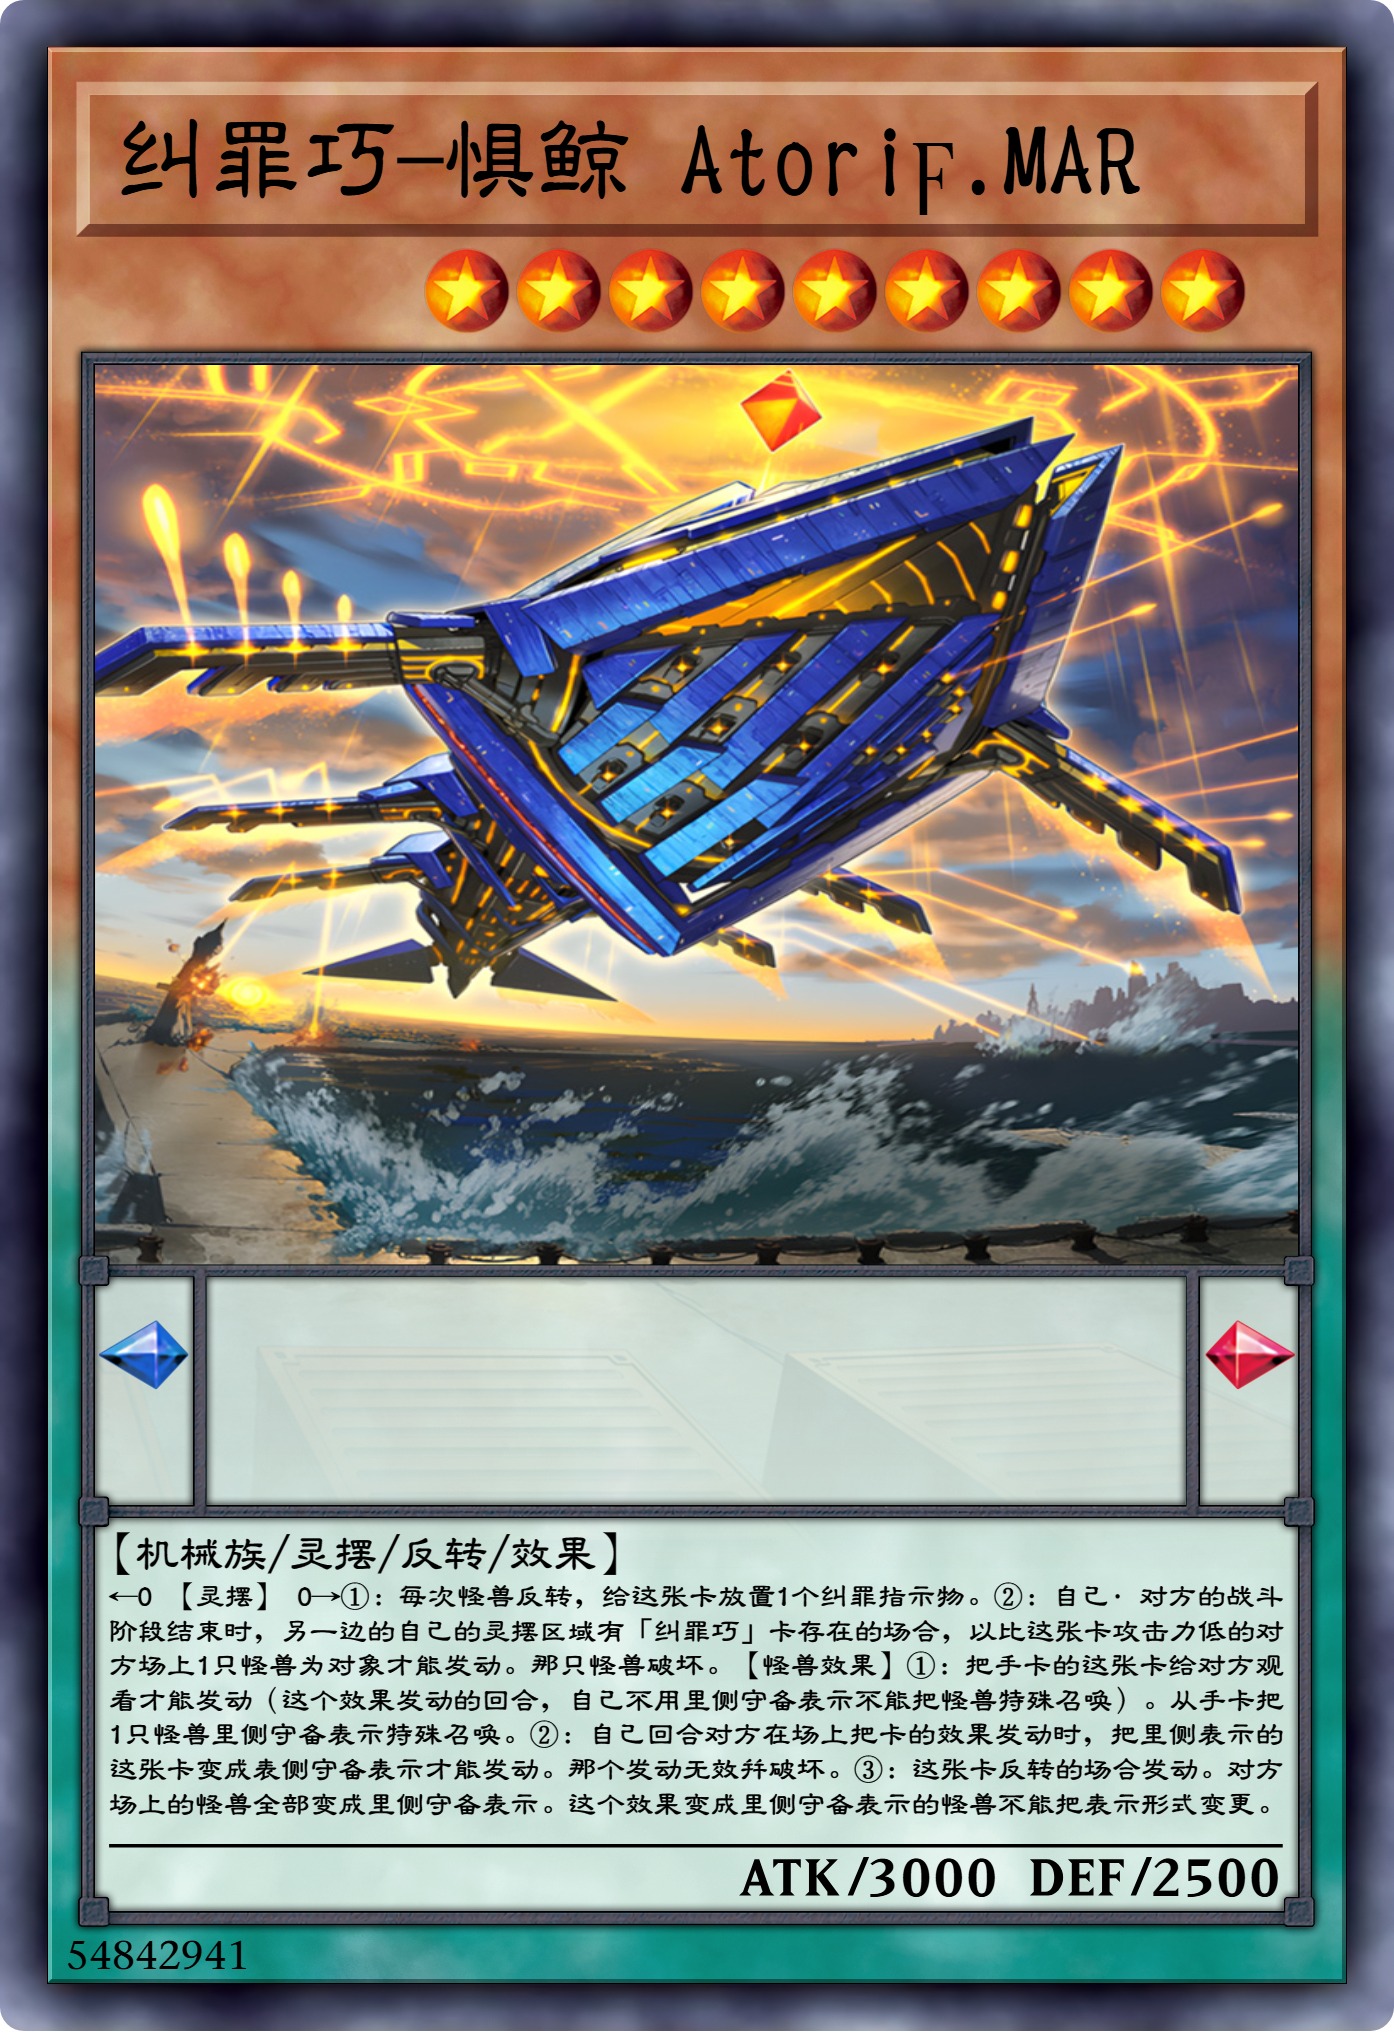 纠罪巧-惧鲸 AtoriF.MAR
【机械族/灵摆/反转/效果】
←0 【灵摆】 0→①：每次怪兽反转，给这张卡放置1个纠罪指示物。②：自己·对方的战斗
阶段结束时，另一边的自己的灵摆区域有「纠罪巧」卡存在的场合，以比这张卡攻击力低的对
方场上1只怪兽为对象才能发动。那只怪兽破坏。【怪兽效果】①：把手卡的这张卡给对方观
看才能发动（这个效果发动的回合，自己不用里侧守备表示不能把怪兽特殊召唤）。从手卡把
1只怪兽里侧守备表示特殊召唤。②：自己回合对方在场上把卡的效果发动时，把里侧表示的
这张卡变成表侧守备表示才能发动。那个发动无效并破坏。③：这张卡反转的场合发动。对方
场上的怪兽全部变成里侧守备表示。这个效果变成里侧守备表示的怪兽不能把表示形式变更。
ATK/3000 DEF/2500
54842941